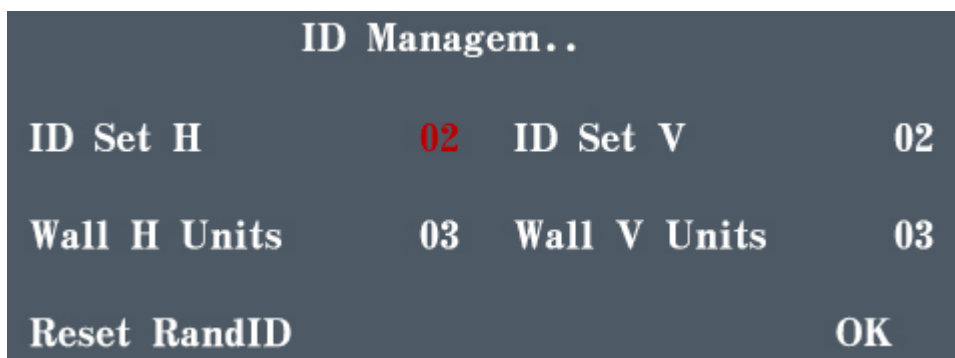 ID Managem..
ID Set H 02 ID Set V 02
Wall H Units 03 Wall V Units 03
Reset RandID OK